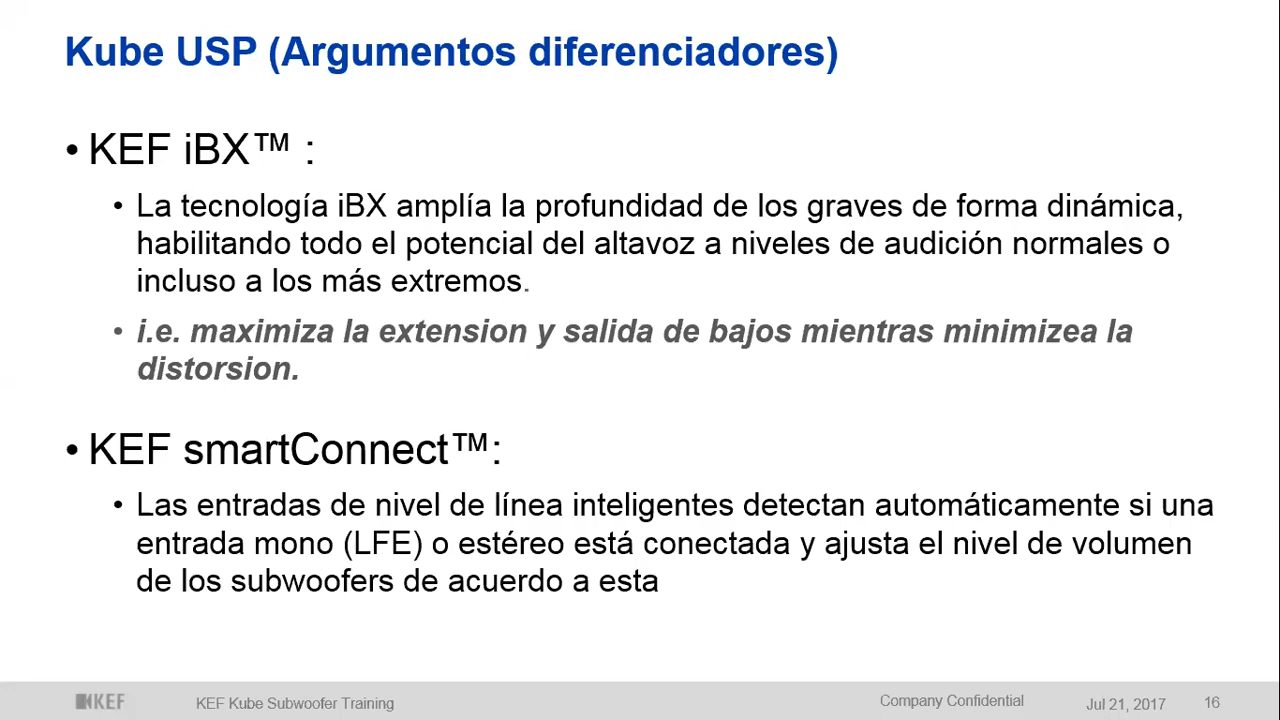 Kube USP (Argumentos diferenciadores)
• KEF iBX™ :
• La tecnología iBX amplía la profundidad de los graves de forma dinámica,
habilitando todo el potencial del altavoz a niveles de audición normales o
incluso a los más extremos.
• i.e. maximiza la extension y salida de bajos mientras minimizea la
distorsion.
• KEF smartConnect™:
• Las entradas de nivel de línea inteligentes detectan automáticamente si una
entrada mono (LFE) o estéreo está conectada y ajusta el nivel de volumen
de los subwoofers de acuerdo a esta
KEF KEF Kube Subwoofer Training Company Confidential Jul 21, 2017 16